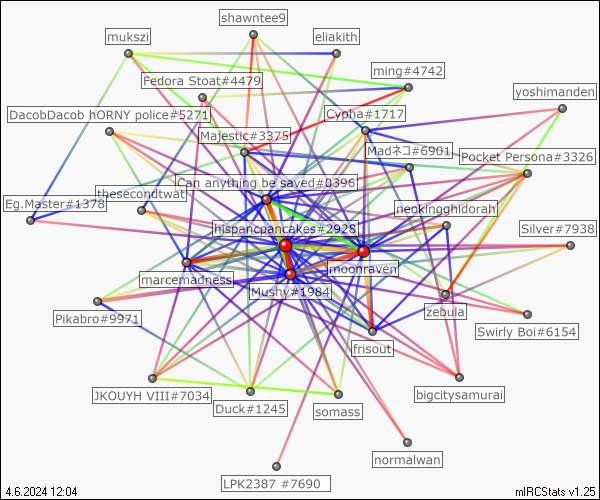 shawntee9
mukszi
eliakith
ming#4742
Fedora Stoat#4479
yoshimanden
DacobDacob hORNY police#5271
Cypha#1717
Majestic#3375
Madネコ#6901
Pocket Persona#3326
Can anything be saved#0396
thesecondtwat
Eg.Master#1378
neokingghidorah
hispancpancakes#2928
Silver#7938
moonraven
marcemadness
Mushy#1984
zebula
Pikabro#9971
Swirly Boi#6154
frisout
JKOUYH VIII#7034
bigcitysamurai
Duck#1245
somass
normalwan
LPK2387 #7690
4.6.2024 12:04
mIRCStats v1.25